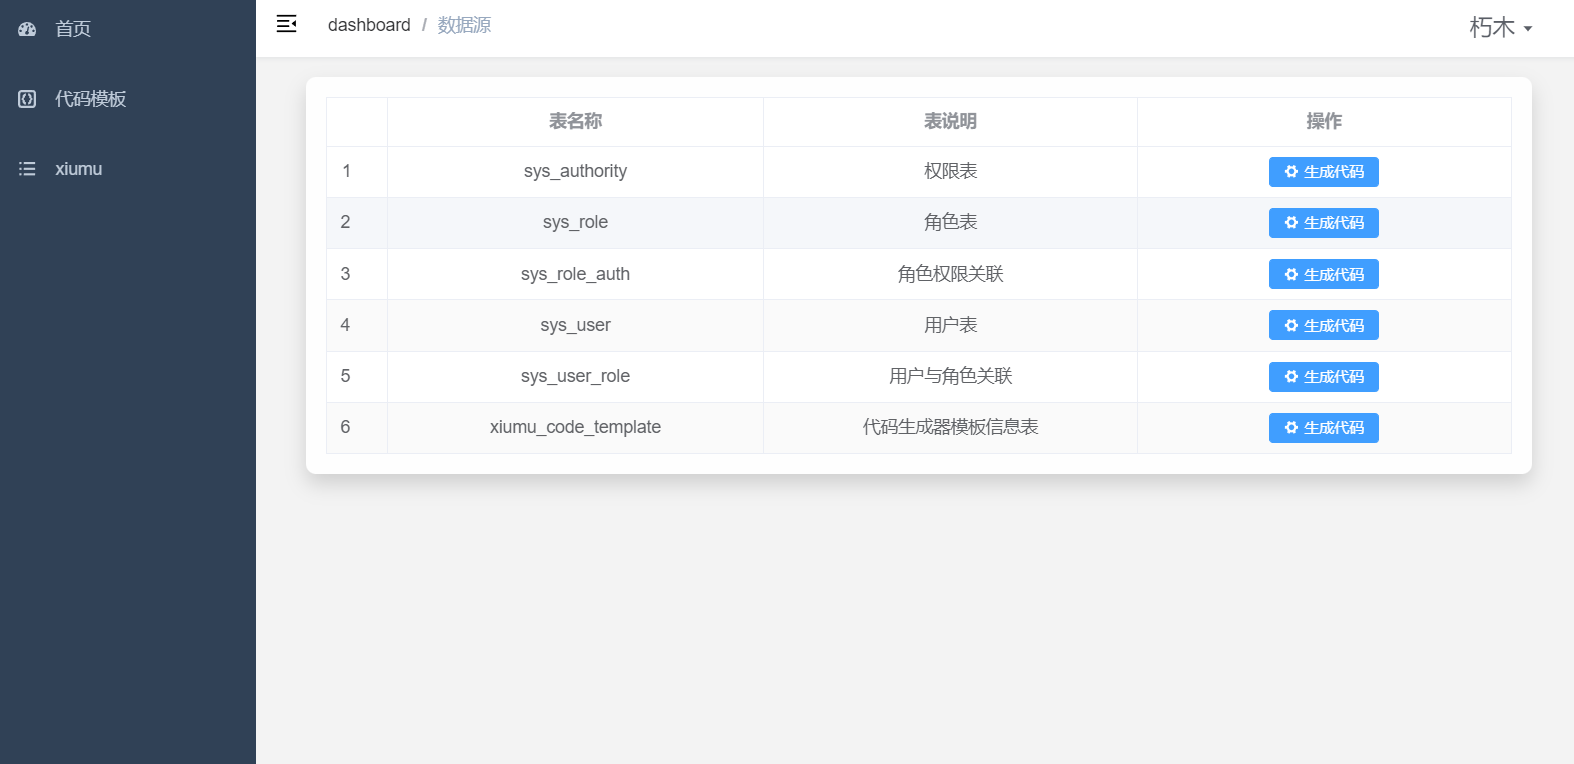 首页
代码模板
xiumu
dashboard / 数据源
朽木
表名称 表说明 操作
1 sys_authority 权限表 生成代码
2 sys_role 角色表 生成代码
3 sys_role_auth 角色权限关联 生成代码
4 sys_user 用户表 生成代码
5 sys_user_role 用户与角色关联 生成代码
6 xiumu_code_template 代码生成器模板信息表 生成代码